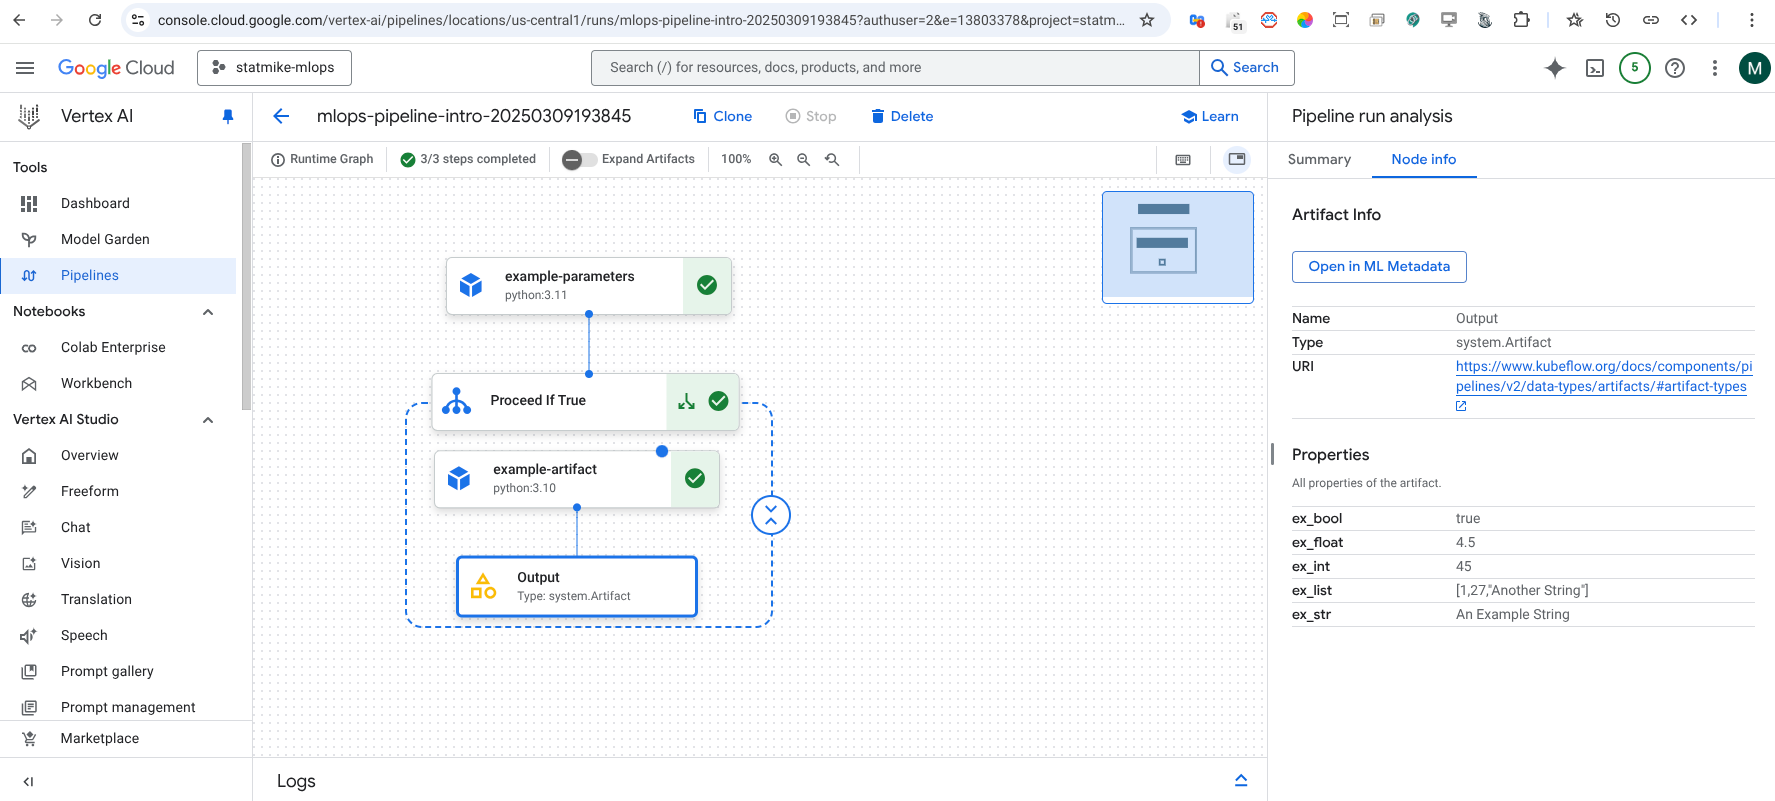 console.cloud.google.com/vertex-ai/pipelines/locations/us-central1/runs/mlops-pipeline-intro-20250309193845?authuser=2&e=13803378&project=statm...
51
Google Cloud
statmike-mlops
Search (/) for resources, docs, products, and more
Search
5
M
Vertex AI
Tools
Dashboard
Model Garden
Pipelines
Notebooks
Colab Enterprise
Workbench
Vertex AI Studio
Overview
Freeform
Chat
Vision
Translation
Speech
Prompt gallery
Prompt management
Marketplace
mlops-pipeline-intro-20250309193845
Clone
Stop
Delete
Learn
Runtime Graph
3/3 steps completed
Expand Artifacts
100%
example-parameters
python:3.11
Proceed If True
example-artifact
python:3.10
Output
Type: system.Artifact
Logs
Pipeline run analysis
Summary
Node info
Artifact Info
Open in ML Metadata
Name Output
Type system.Artifact
URI https://www.kubeflow.org/docs/components/pi
pelines/v2/data-types/artifacts/#artifact-types
Properties
All properties of the artifact.
ex_bool true
ex_float 4.5
ex_int 45
ex_list [1,27,"Another String"]
ex_str An Example String